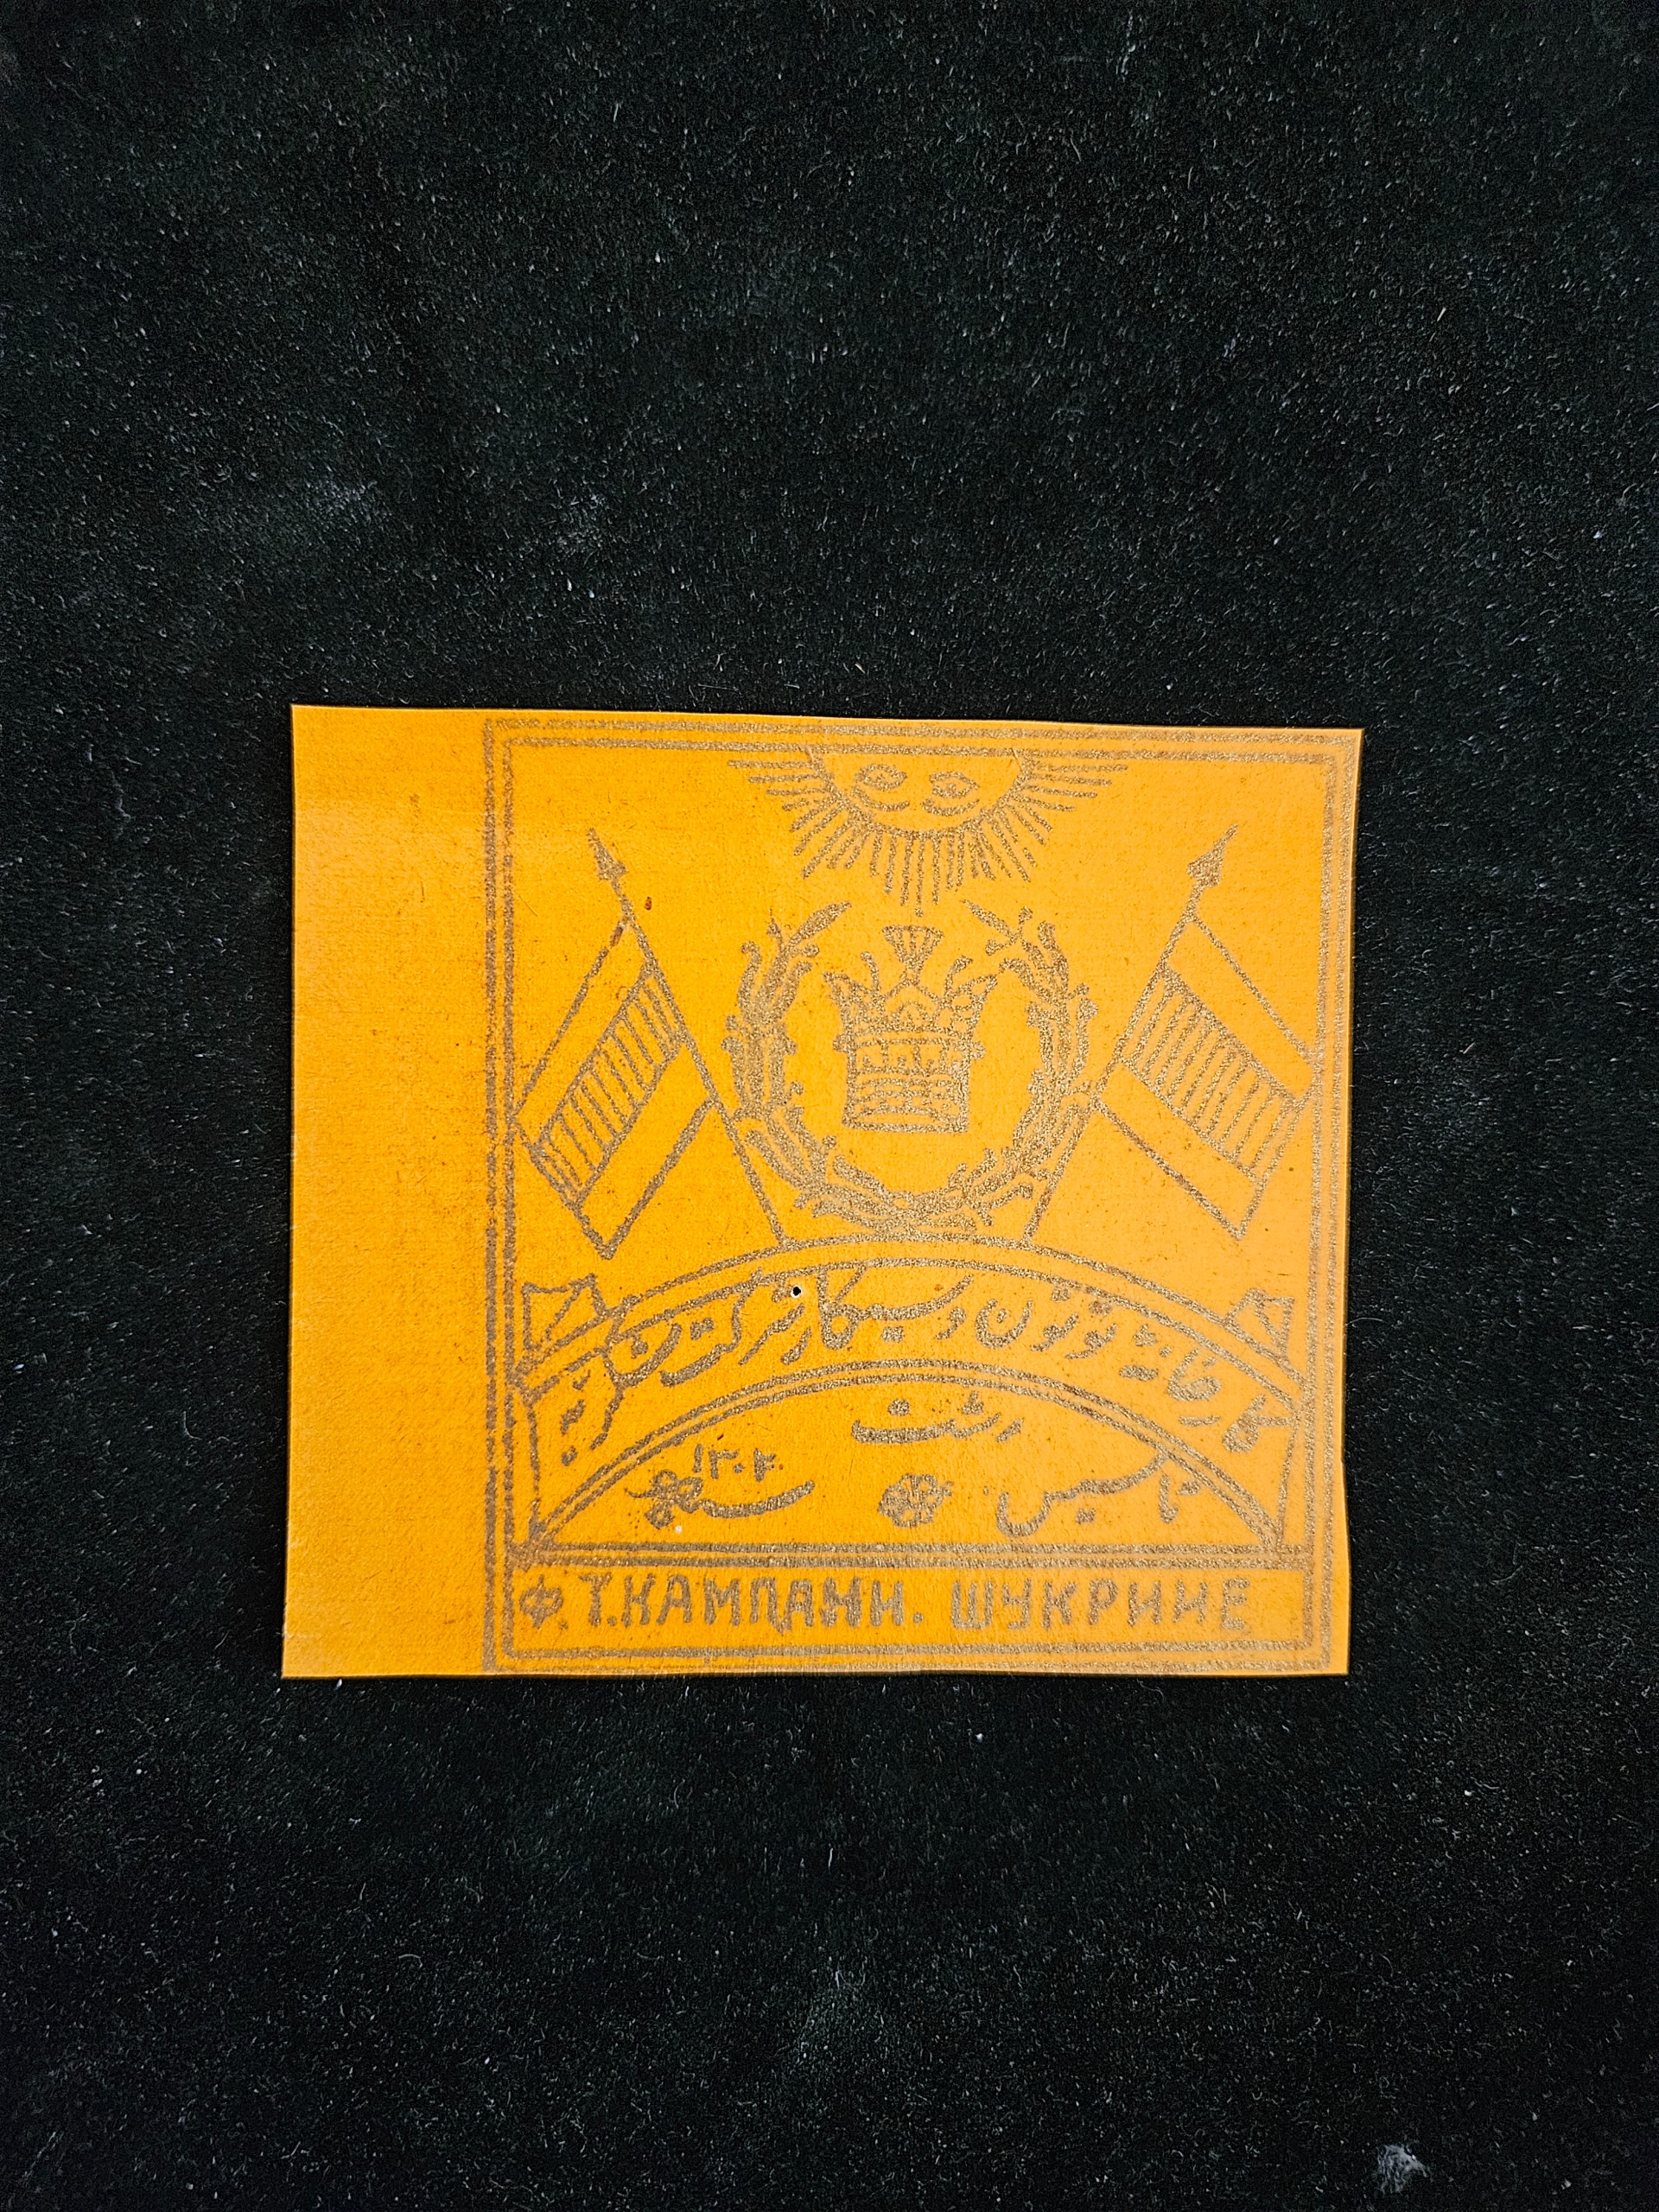 کارخانه توتون و سیگار شرکت
رشت
تاسیس ۱۳۰۲
Ф.Т.КАМПАНИ. ШУКРИИЕ